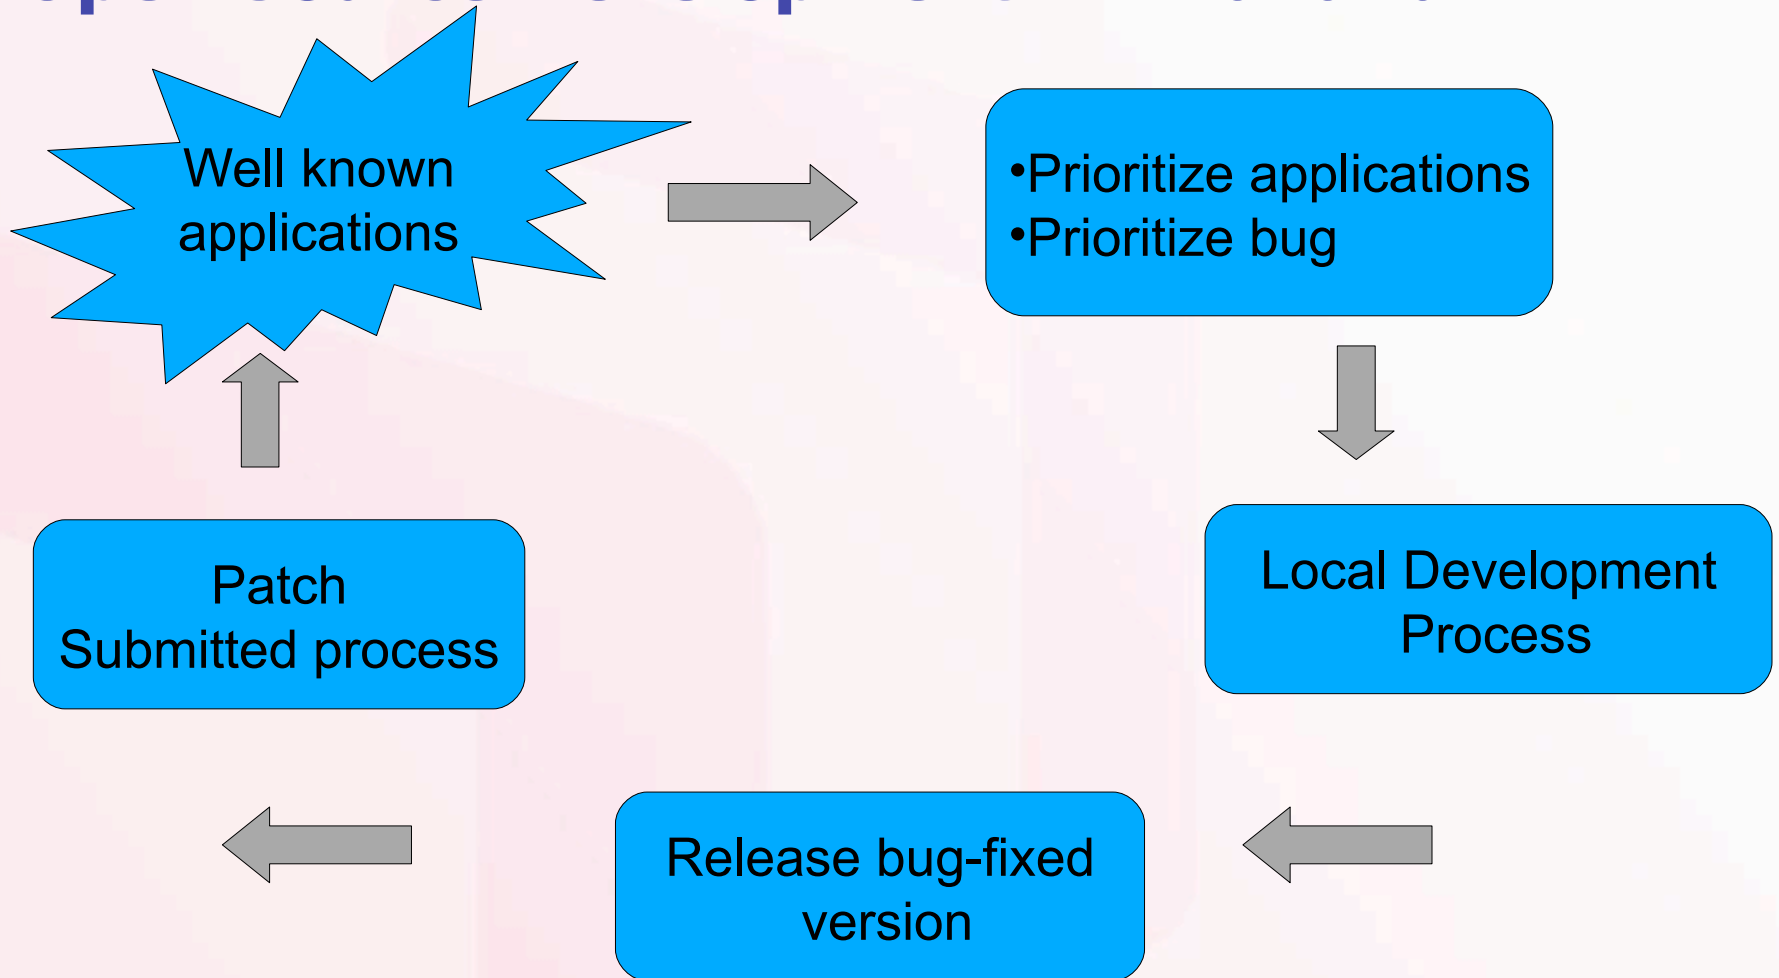 Well known
applications
•Prioritize applications
•Prioritize bug
Local Development
Process
Release bug-fixed
version
Patch
Submitted process